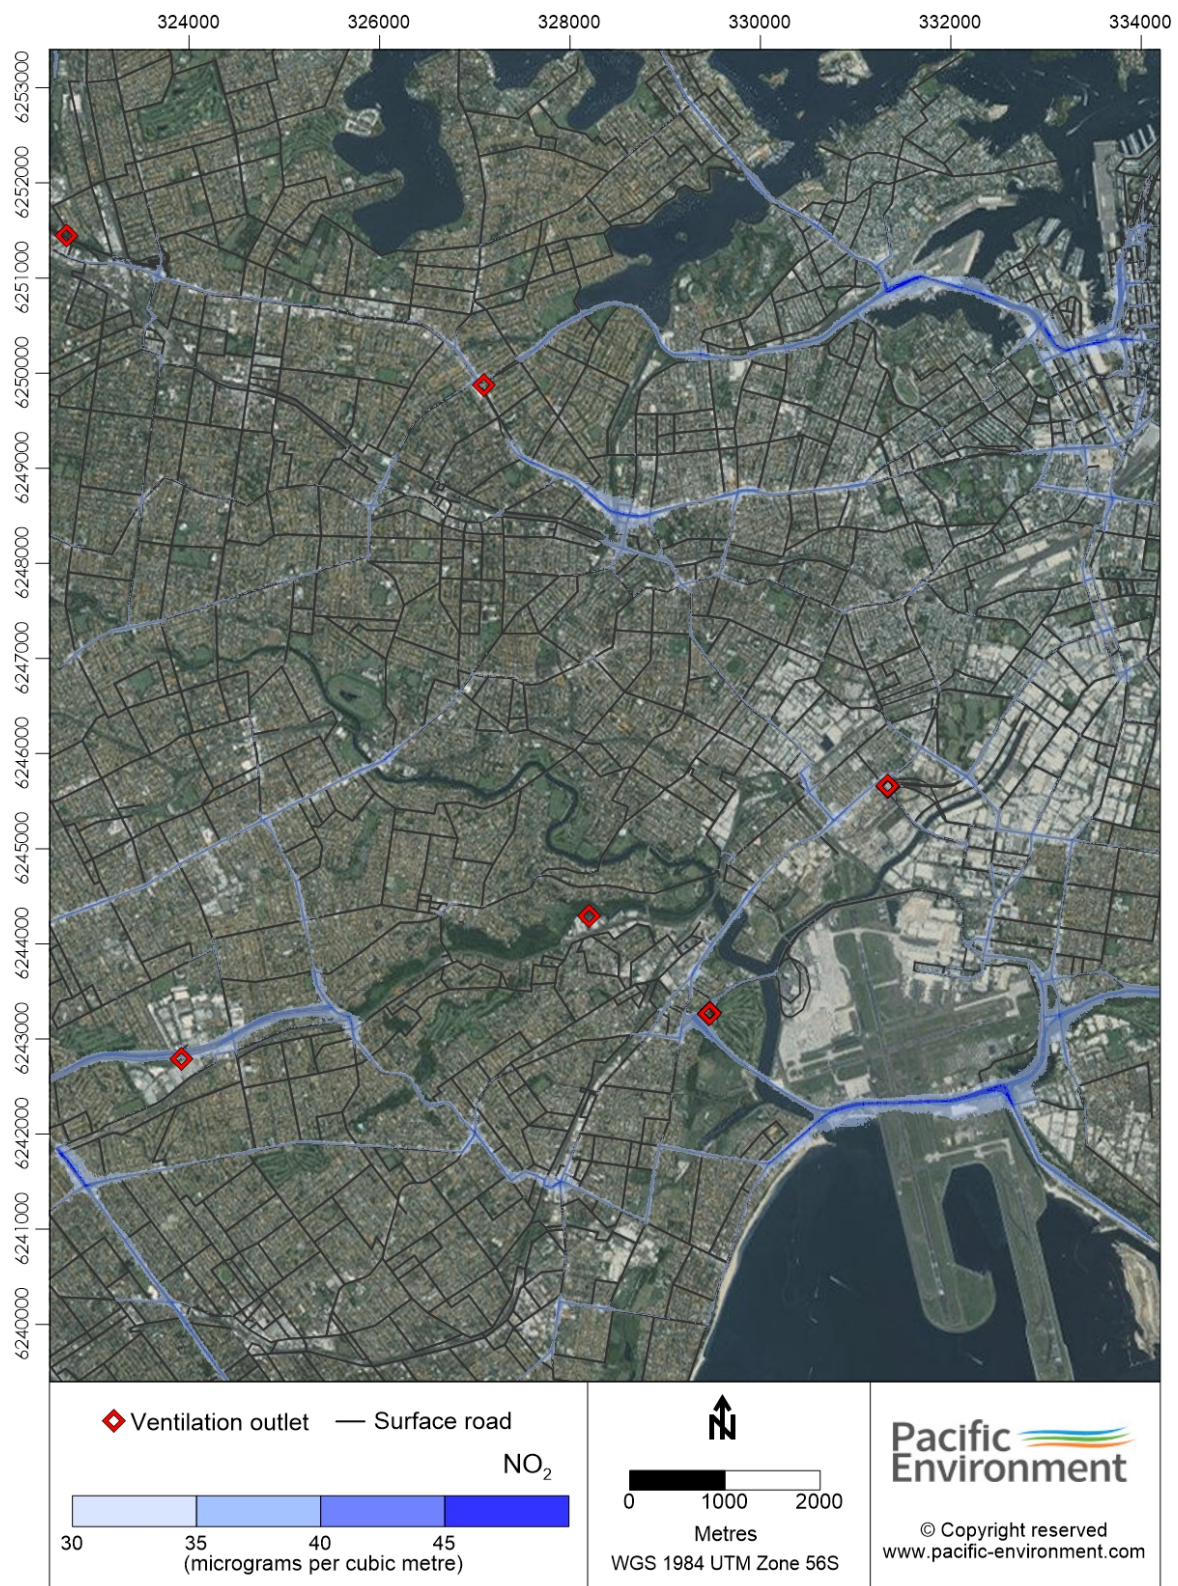 324000 326000 328000 330000 332000 334000
6253000
6252000
6251000
6250000
6249000
6248000
6247000
6246000
6245000
6244000
6243000
6242000
6241000
6240000
Ventilation outlet
Surface road
NO₂
30 35 40 45
(micrograms per cubic metre)
N
0 1000 2000
Metres
WGS 1984 UTM Zone 56S
Pacific
Environment
© Copyright reserved
www.pacific-environment.com